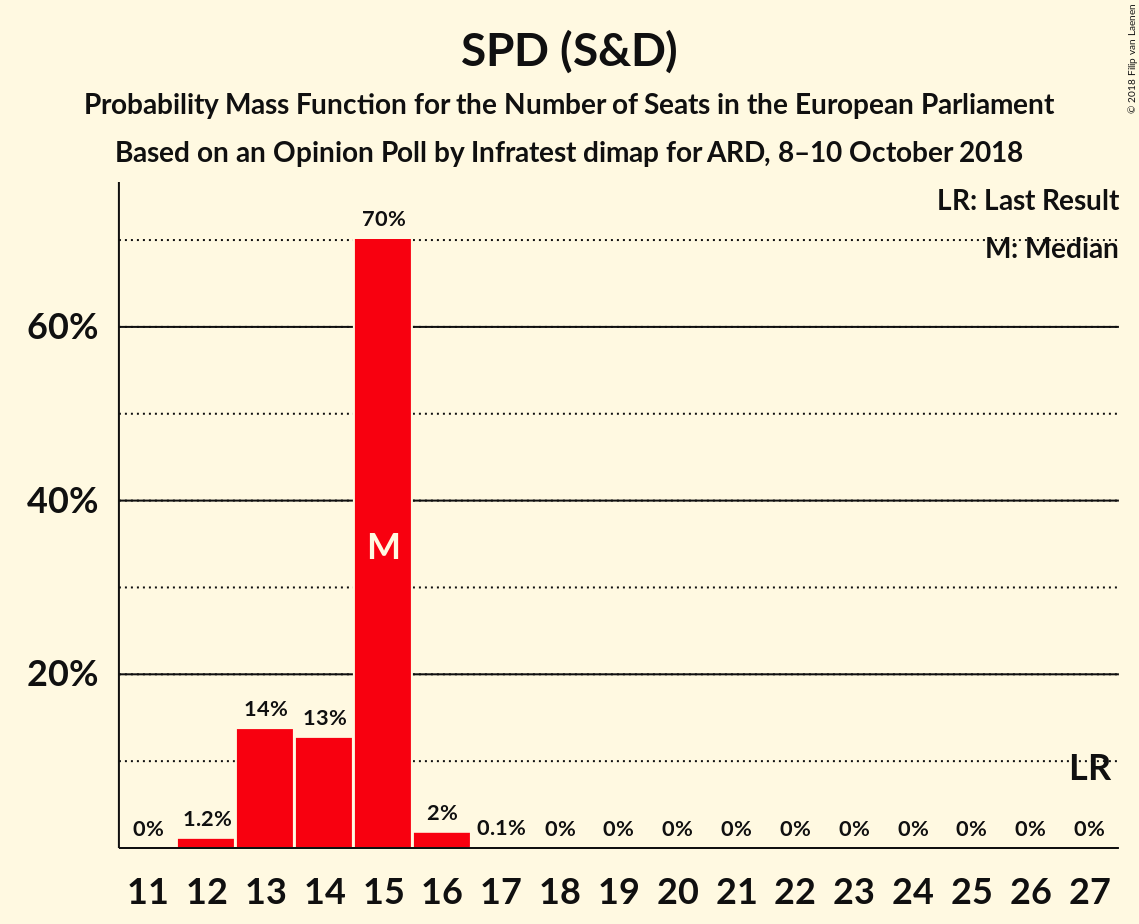 SPD (S&D)
Probability Mass Function for the Number of Seats in the European Parliament
Based on an Opinion Poll by Infratest dimap for ARD, 8–10 October 2018
© 2018 Filip van Laenen
LR: Last Result
M: Median
60%
40%
20%
0%
1.2%
14%
13%
70%
2%
0.1%
0%
0%
0%
0%
0%
0%
0%
0%
0%
0%
M
LR
11 12 13 14 15 16 17 18 19 20 21 22 23 24 25 26 27